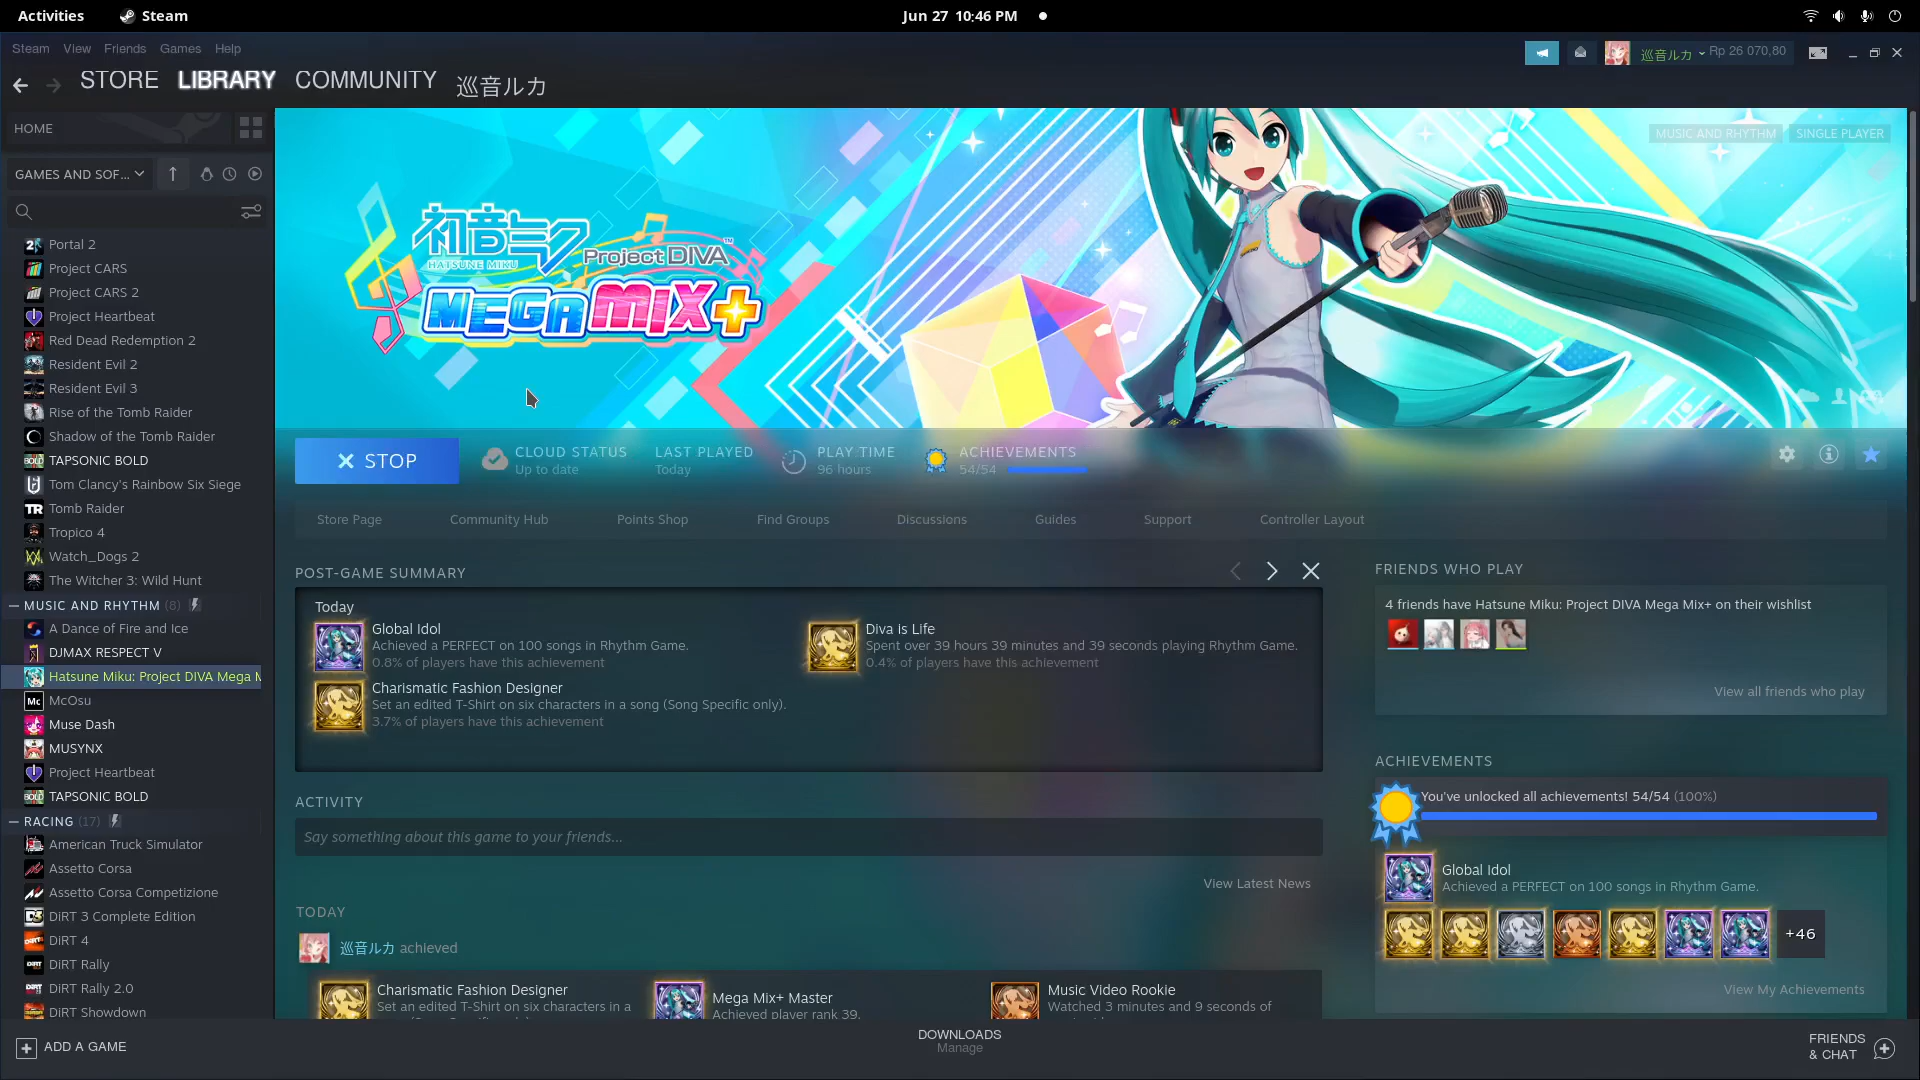 Activities
Steam
Jun 27 10:46 PM
Steam View Friends Games Help
巡音ルカ
Rp 26 070,80
STORE LIBRARY COMMUNITY 巡音ルカ
HOME
GAMES AND SOF...
Portal 2
Project CARS
Project CARS 2
Project Heartbeat
Red Dead Redemption 2
Resident Evil 2
Resident Evil 3
Rise of the Tomb Raider
Shadow of the Tomb Raider
TAPSONIC BOLD
Tom Clancy's Rainbow Six Siege
Tomb Raider
Tropico 4
Watch_Dogs 2
The Witcher 3: Wild Hunt
MUSIC AND RHYTHM (8)
A Dance of Fire and Ice
DJMAX RESPECT V
Hatsune Miku: Project DIVA Mega M
McOsu
Muse Dash
MUSYNX
Project Heartbeat
TAPSONIC BOLD
RACING (17)
American Truck Simulator
Assetto Corsa
Assetto Corsa Competizione
DiRT 3 Complete Edition
DiRT 4
DiRT Rally
DiRT Rally 2.0
DiRT Showdown
MUSIC AND RHYTHM
SINGLE PLAYER
初音ミク
HATSUNE MIKU
Project DIVA™
MEGA MIX+
STOP
CLOUD STATUS
Up to date
LAST PLAYED
Today
PLAY TIME
96 hours
ACHIEVEMENTS
54/54
Store Page
Community Hub
Points Shop
Find Groups
Discussions
Guides
Support
Controller Layout
POST-GAME SUMMARY
Today
Global Idol
Achieved a PERFECT on 100 songs in Rhythm Game.
0.8% of players have this achievement
Diva is Life
Spent over 39 hours 39 minutes and 39 seconds playing Rhythm Game.
0.4% of players have this achievement
Charismatic Fashion Designer
Set an edited T-Shirt on six characters in a song (Song Specific only).
3.7% of players have this achievement
ACTIVITY
Say something about this game to your friends...
View Latest News
TODAY
巡音ルカ achieved
Charismatic Fashion Designer
Set an edited T-Shirt on six characters in a
Mega Mix+ Master
Achieved player rank 39.
Music Video Rookie
Watched 3 minutes and 9 seconds of
FRIENDS WHO PLAY
4 friends have Hatsune Miku: Project DIVA Mega Mix+ on their wishlist
View all friends who play
ACHIEVEMENTS
You've unlocked all achievements! 54/54 (100%)
Global Idol
Achieved a PERFECT on 100 songs in Rhythm Game.
+46
View My Achievements
ADD A GAME
DOWNLOADS
Manage
FRIENDS
& CHAT